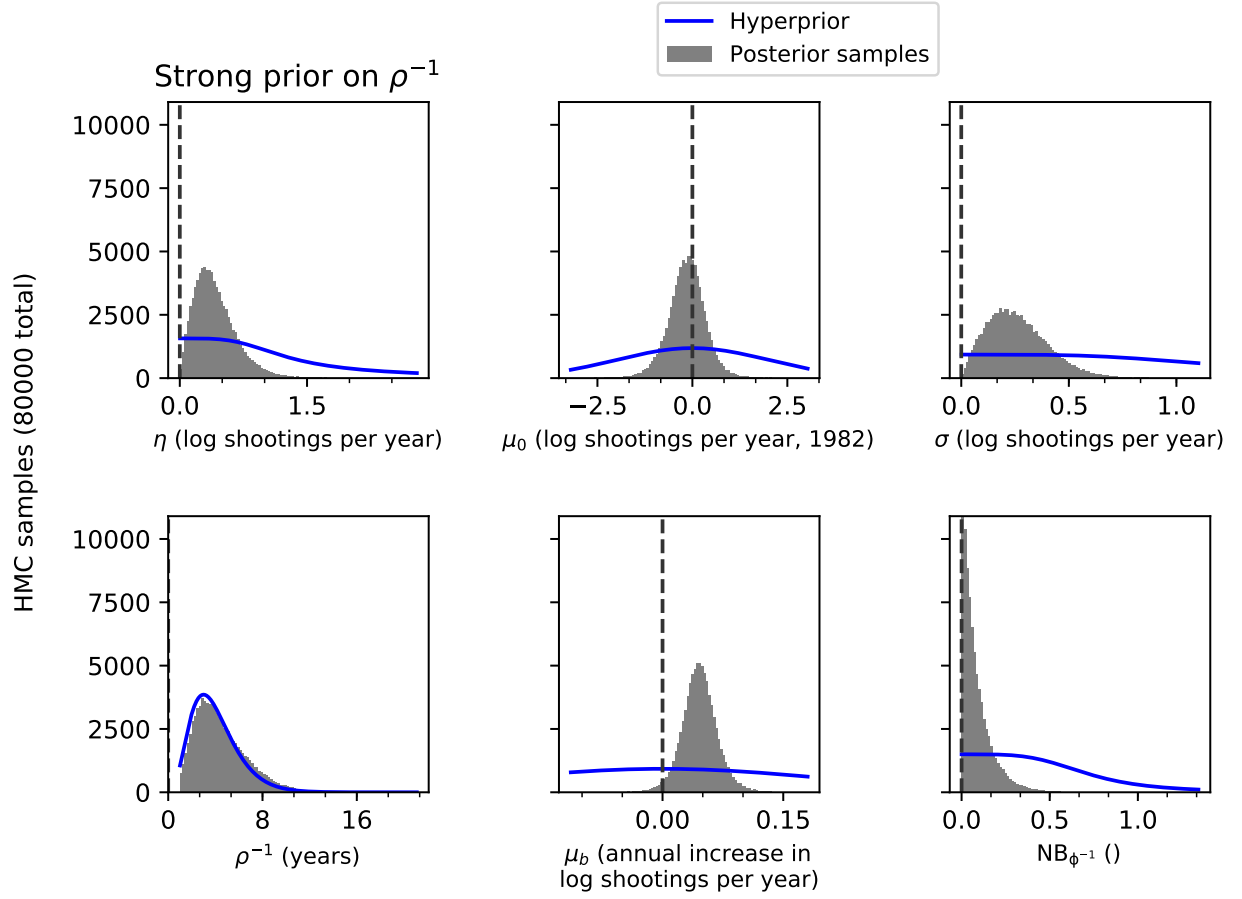 Hyperprior
Posterior samples
Strong prior on ρ⁻¹
HMC samples (80000 total)
10000
7500
5000
2500
0
0.0 1.5
η (log shootings per year)
−2.5 0.0 2.5
μ₀ (log shootings per year, 1982)
0.0 0.5 1.0
σ (log shootings per year)
10000
7500
5000
2500
0
0 8 16
ρ⁻¹ (years)
0.00 0.15
μ_b (annual increase in
log shootings per year)
0.0 0.5 1.0
NB_ϕ⁻¹ ()